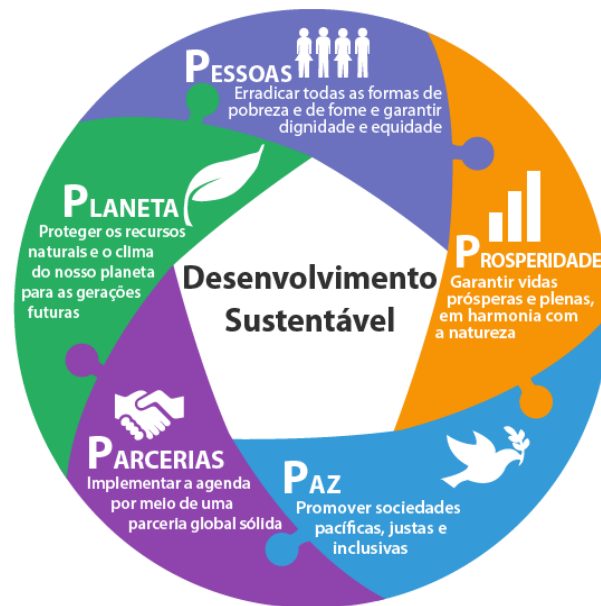 PESSOAS
Erradicar todas as formas de
pobreza e de fome e garantir
dignidade e equidade
PROSPERIDADE
Garantir vidas
prósperas e plenas,
em harmonia com
a natureza
PAZ
Promover sociedades
pacíficas, justas e
inclusivas
PARCERIAS
Implementar a agenda
por meio de uma
parceria global sólida
PLANETA
Proteger os recursos
naturais e o clima
do nosso planeta
para as gerações
futuras
Desenvolvimento
Sustentável